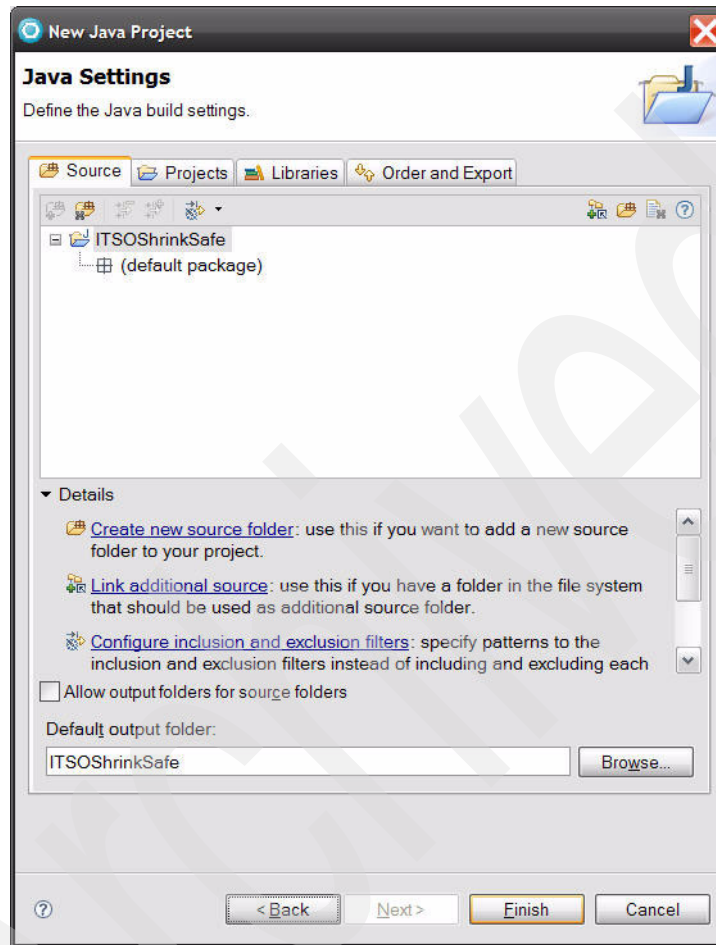 New Java Project
Java Settings
Define the Java build settings.
Source Projects Libraries Order and Export
ITSOShrinkSafe
(default package)
Details
Create new source folder: use this if you want to add a new source
folder to your project.
Link additional source: use this if you have a folder in the file system
that should be used as additional source folder.
Configure inclusion and exclusion filters: specify patterns to the
inclusion and exclusion filters instead of including and excluding each
Allow output folders for source folders
Default output folder:
ITSOShrinkSafe
Browse...
< Back Next > Finish Cancel